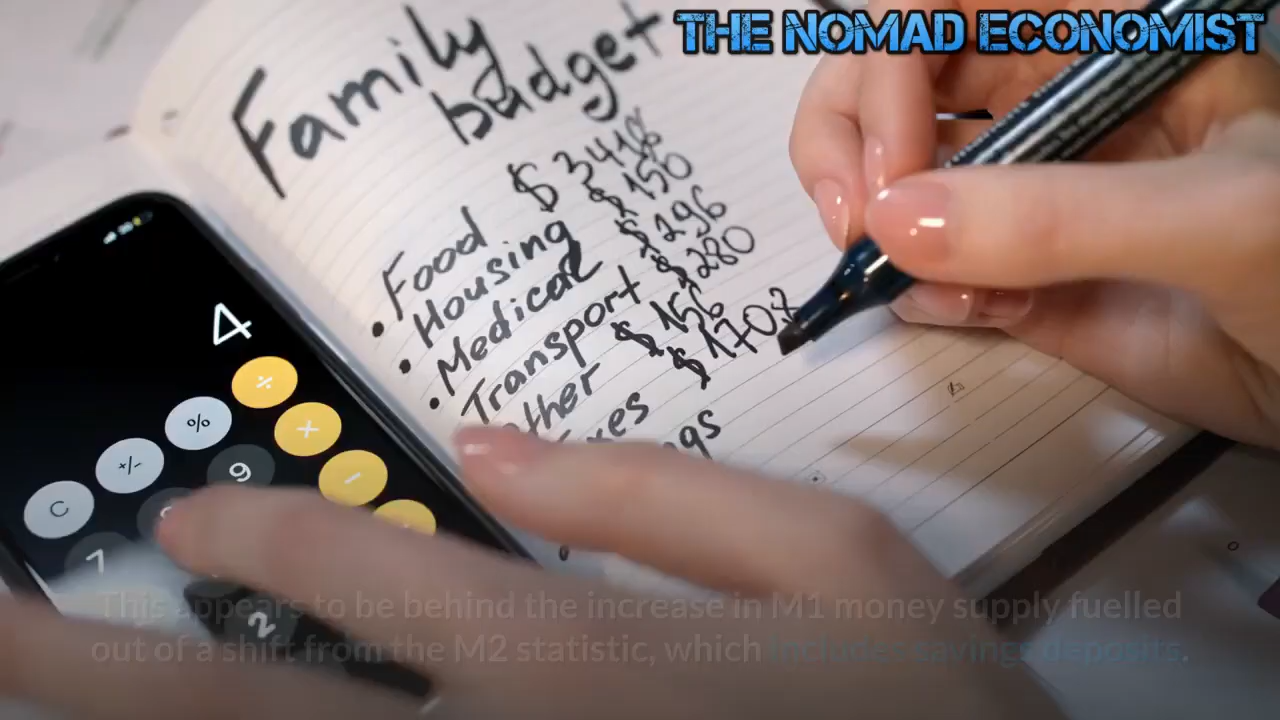 THE NOMAD ECONOMIST
Family
budget
Food $ 3418
• Housing $ 150
• Medical $ 296
• Transport $ 280
$ 156
$ 1708
4
÷
% ×
+/- 9 −
C
7
2
This appears to be behind the increase in M1 money supply fuelled
out of a shift from the M2 statistic, which includes savings deposits.